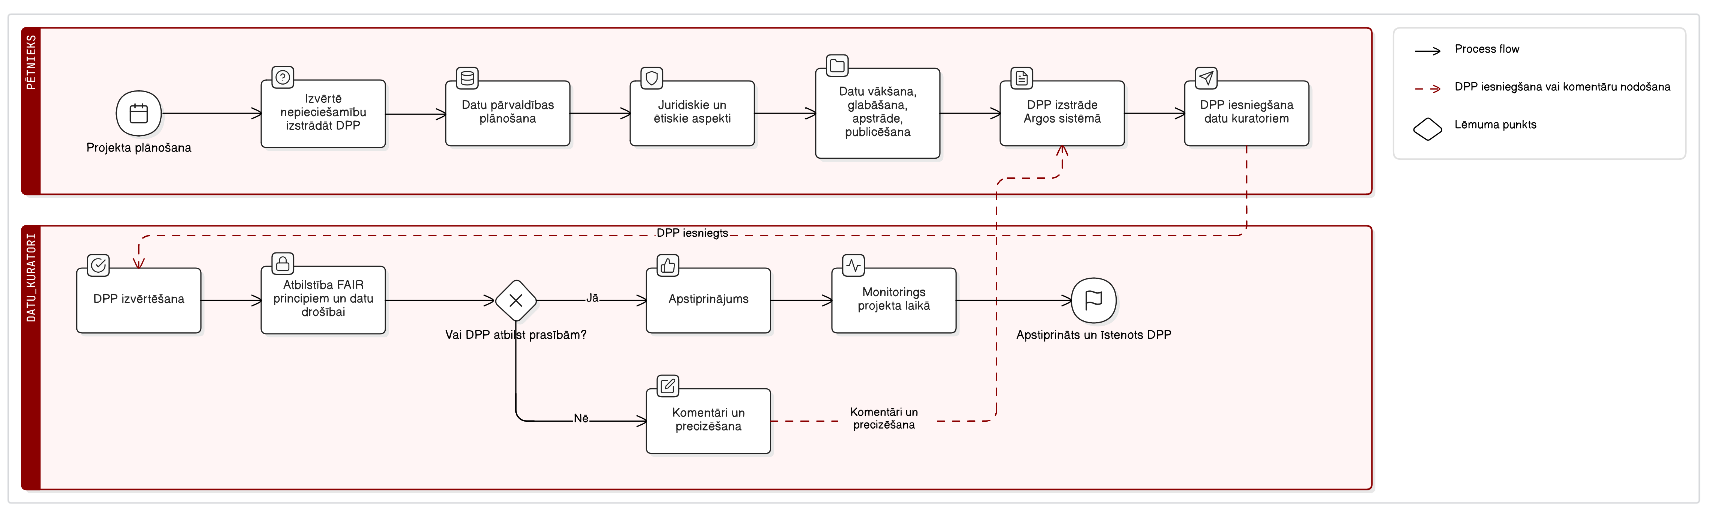 PĒTNIEKS
Projekta plānošana
Izvērtē
nepieciešamību
izstrādāt DPP
Datu pārvaldības
plānošana
Juridiskie un
ētiskie aspekti
Datu vākšana,
glabāšana,
apstrāde,
publicēšana
DPP izstrāde
Argos sistēmā
DPP iesniegšana
datu kuratoriem
Process flow
DPP iesniegšana vai komentāru nodošana
Lēmuma punkts
DATU_KURATORI
DPP iesniegts
DPP izvērtēšana
Atbilstība FAIR
principiem un datu
drošībai
Vai DPP atbilst prasībām?
Jā
Apstiprinājums
Monitorings
projekta laikā
Apstiprināts un īstenots DPP
Nē
Komentāri un
precizēšana
Komentāri un
precizēšana